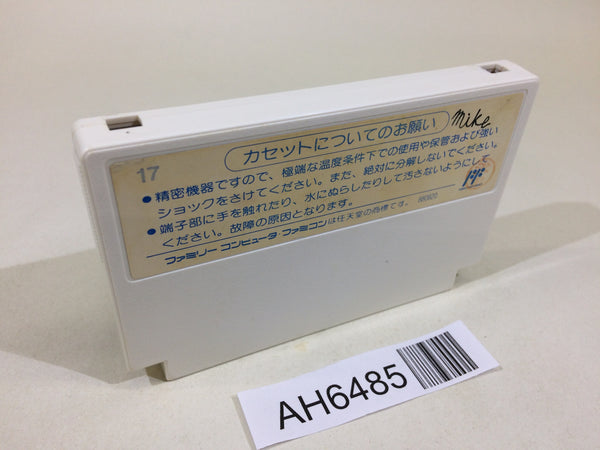 17
カセットについてのお願い
mike
●精密機器ですので、極端な温度条件下での使用や保管および強い
ショックをさけてください。また、絶対に分解しないでください。
●端子部に手を触れたり、水にぬらしたりして汚さないようにして
ください。故障の原因となります。
ファミリー コンピュータ・ファミコンは任天堂の商標です。
AH6485